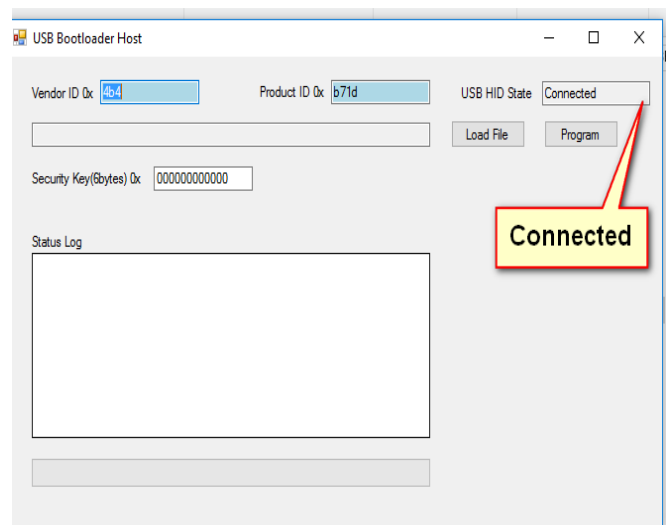 USB Bootloader Host
Vendor ID 0x 4b4 Product ID 0x b71d USB HID State Connected
Load File Program
Security Key(6bytes) 0x 000000000000
Connected
Status Log